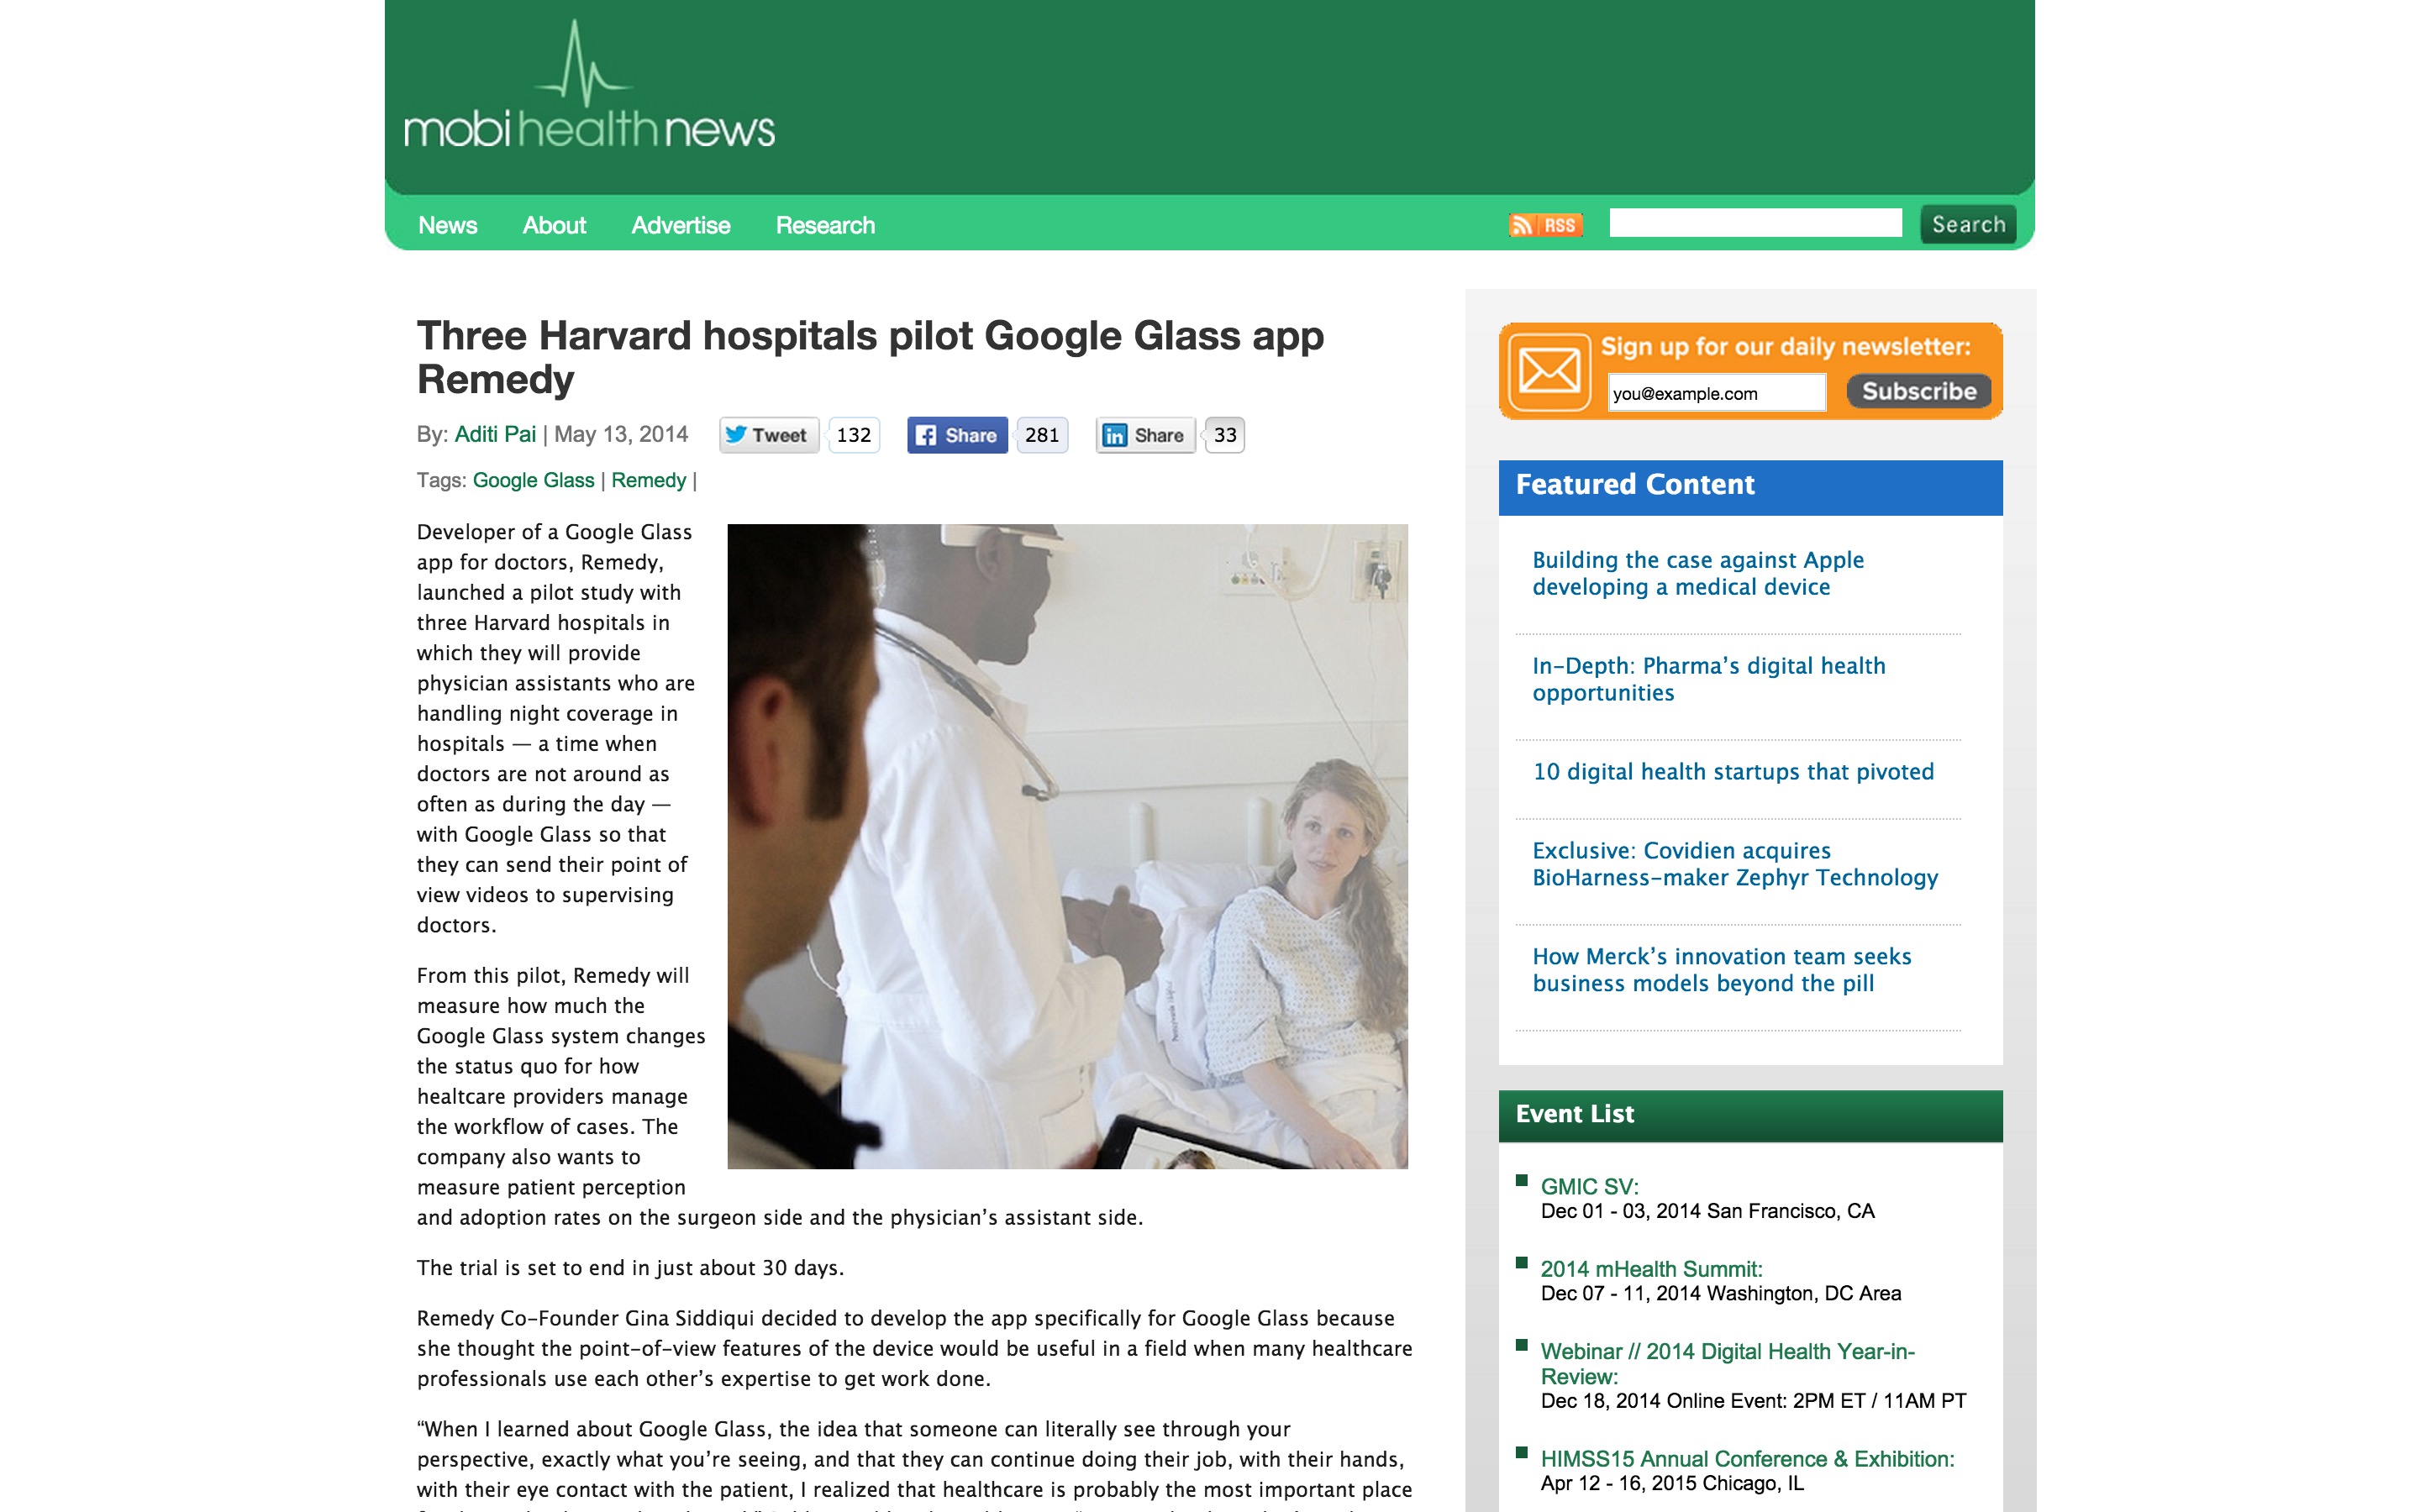 mobihealthnews
News About Advertise Research
RSS
Search
Three Harvard hospitals pilot Google Glass app
Remedy
By: Aditi Pai | May 13, 2014
Tweet 132
Share 281
Share 33
Tags: Google Glass | Remedy |
Developer of a Google Glass
app for doctors, Remedy,
launched a pilot study with
three Harvard hospitals in
which they will provide
physician assistants who are
handling night coverage in
hospitals — a time when
doctors are not around as
often as during the day —
with Google Glass so that
they can send their point of
view videos to supervising
doctors.
From this pilot, Remedy will
measure how much the
Google Glass system changes
the status quo for how
healtcare providers manage
the workflow of cases. The
company also wants to
measure patient perception
and adoption rates on the surgeon side and the physician’s assistant side.
The trial is set to end in just about 30 days.
Remedy Co-Founder Gina Siddiqui decided to develop the app specifically for Google Glass because
she thought the point-of-view features of the device would be useful in a field when many healthcare
professionals use each other’s expertise to get work done.
“When I learned about Google Glass, the idea that someone can literally see through your
perspective, exactly what you’re seeing, and that they can continue doing their job, with their hands,
with their eye contact with the patient, I realized that healthcare is probably the most important place
Sign up for our daily newsletter:
you@example.com
Subscribe
Featured Content
Building the case against Apple
developing a medical device
In-Depth: Pharma’s digital health
opportunities
10 digital health startups that pivoted
Exclusive: Covidien acquires
BioHarness-maker Zephyr Technology
How Merck’s innovation team seeks
business models beyond the pill
Event List
GMIC SV:
Dec 01 - 03, 2014 San Francisco, CA
2014 mHealth Summit:
Dec 07 - 11, 2014 Washington, DC Area
Webinar // 2014 Digital Health Year-in-
Review:
Dec 18, 2014 Online Event: 2PM ET / 11AM PT
HIMSS15 Annual Conference & Exhibition:
Apr 12 - 16, 2015 Chicago, IL